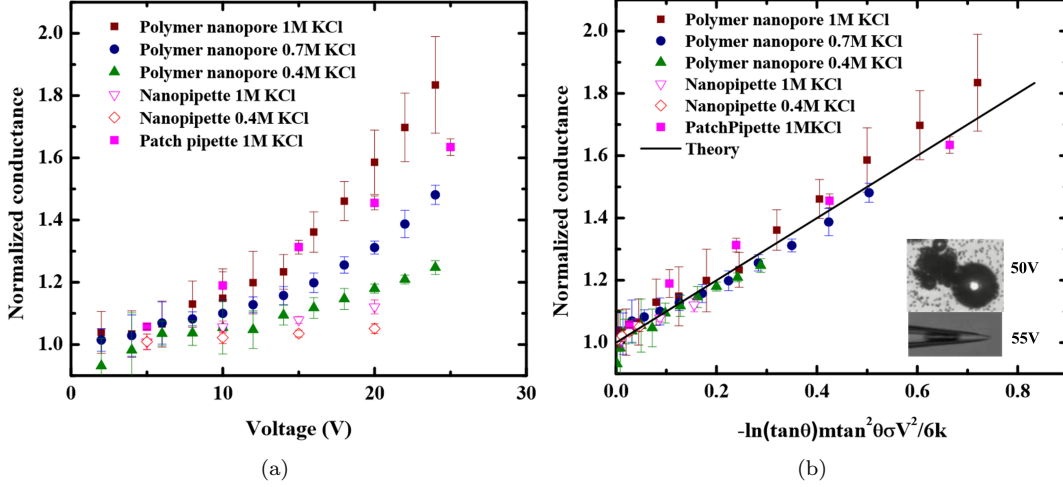 Polymer nanopore 1M KCl
Polymer nanopore 0.7M KCl
Polymer nanopore 0.4M KCl
Nanopipette 1M KCl
Nanopipette 0.4M KCl
Patch pipette 1M KCl
Normalized conductance
2.0
1.8
1.6
1.4
1.2
1.0
0
10
20
30
Voltage (V)
(a)
Polymer nanopore 1M KCl
Polymer nanopore 0.7M KCl
Polymer nanopore 0.4M KCl
Nanopipette 1M KCl
Nanopipette 0.4M KCl
PatchPipette 1MKCl
Theory
Normalized conductance
2.0
1.8
1.6
1.4
1.2
1.0
50V
55V
0.0
0.2
0.4
0.6
0.8
-ln(tanθ)mtan²θσV²/6k
(b)